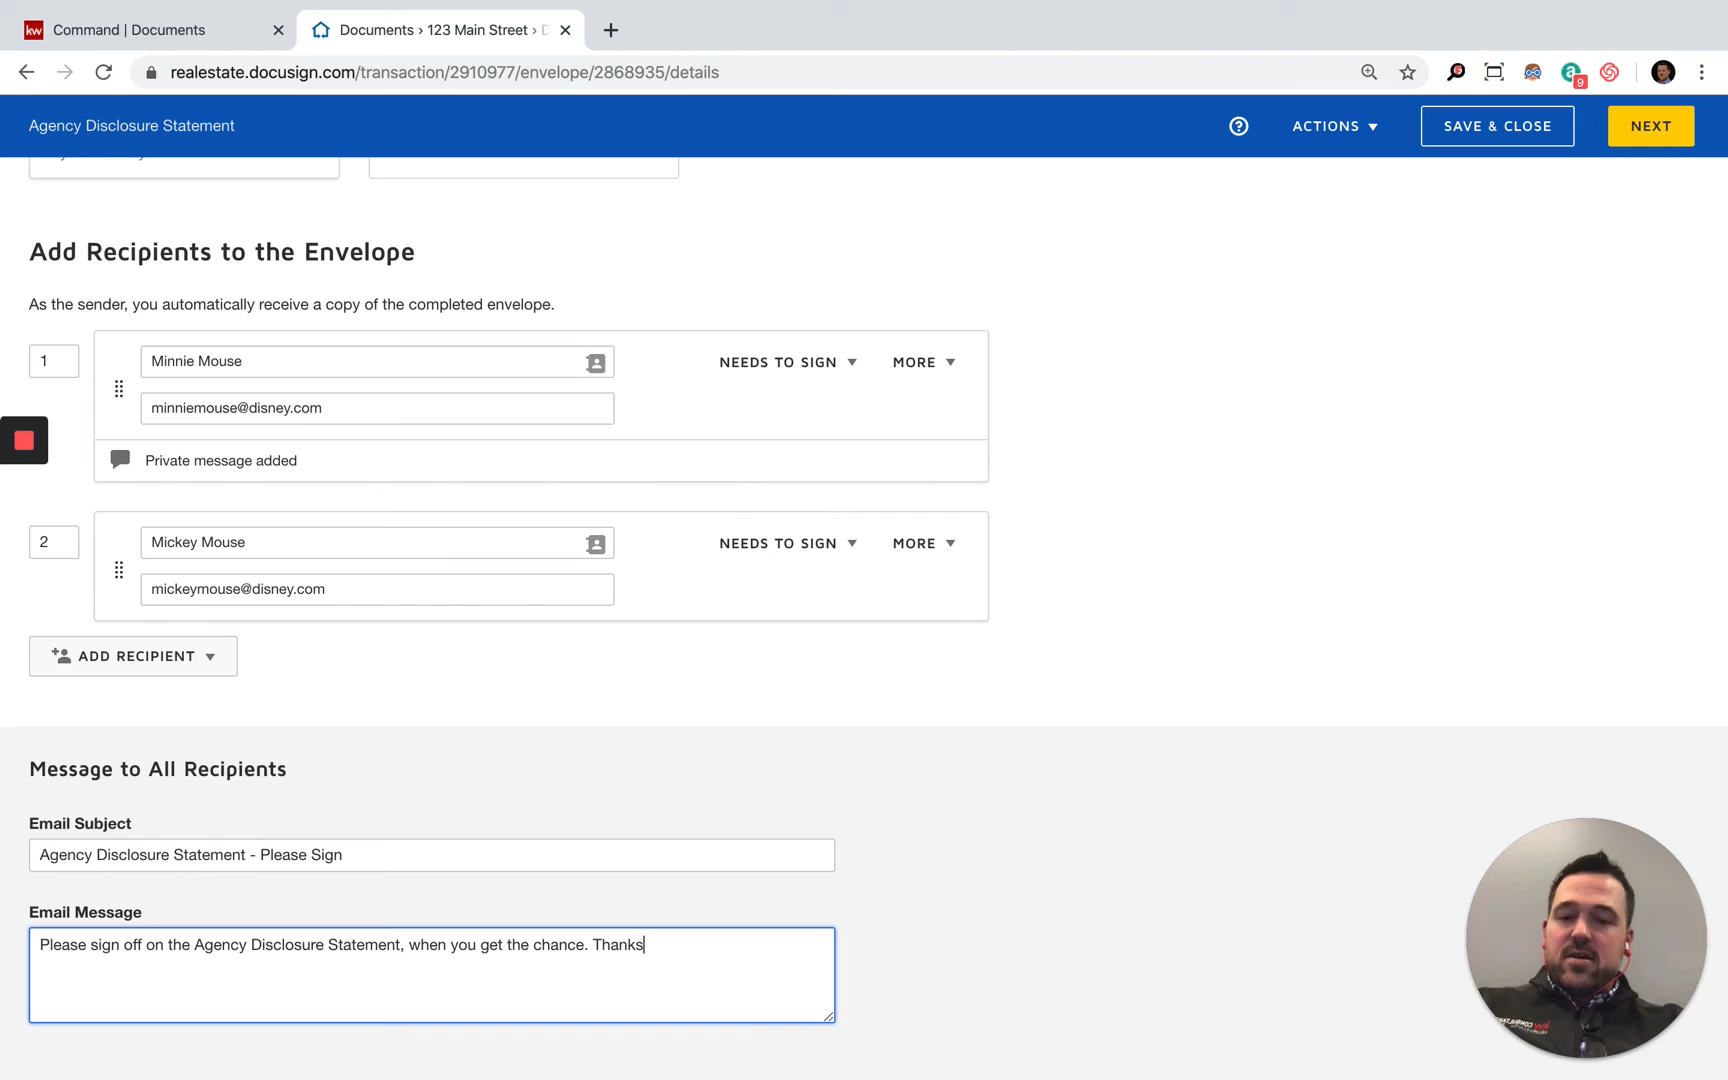 kw Command | Documents
Documents › 123 Main Street ›
realestate.docusign.com/transaction/2910977/envelope/2868935/details
9
Agency Disclosure Statement
ACTIONS
SAVE & CLOSE
NEXT
Add Recipients to the Envelope
As the sender, you automatically receive a copy of the completed envelope.
1
Minnie Mouse
NEEDS TO SIGN
MORE
minniemouse@disney.com
Private message added
2
Mickey Mouse
NEEDS TO SIGN
MORE
mickeymouse@disney.com
ADD RECIPIENT
Message to All Recipients
Email Subject
Agency Disclosure Statement - Please Sign
Email Message
Please sign off on the Agency Disclosure Statement, when you get the chance. Thanks